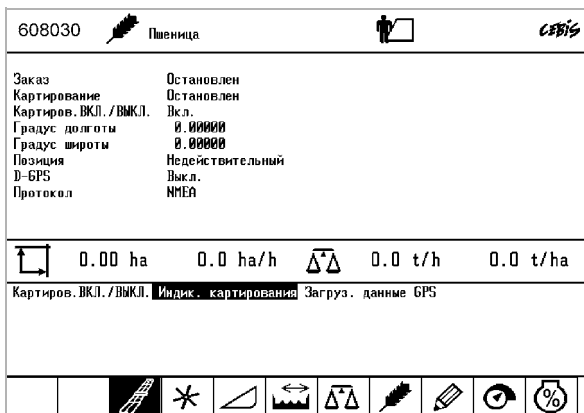 608030 Пшеница CEBIS
Заказ Остановлен
Картирование Остановлен
Картиров.ВКЛ./ВЫКЛ. Вкл.
Градус долготы 0.00000
Градус широты 0.00000
Позиция Недействительный
D-GPS Выкл.
Протокол NMEA
0.00 ha 0.0 ha/h 0.0 t/h 0.0 t/ha
Картиров.ВКЛ./ВЫКЛ. Индик. картирования Загруз. данные GPS
%